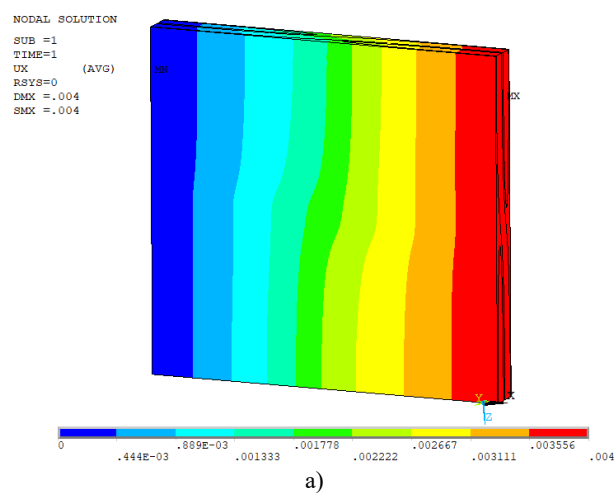 NODAL SOLUTION
SUB =1
TIME=1
UX (AVG)
RSYS=0
DMX =.004
SMX =.004
MN
MX
Y X
Z
0 .889E-03 .001778 .002667 .003556
.444E-03 .001333 .002222 .003111 .004
a)